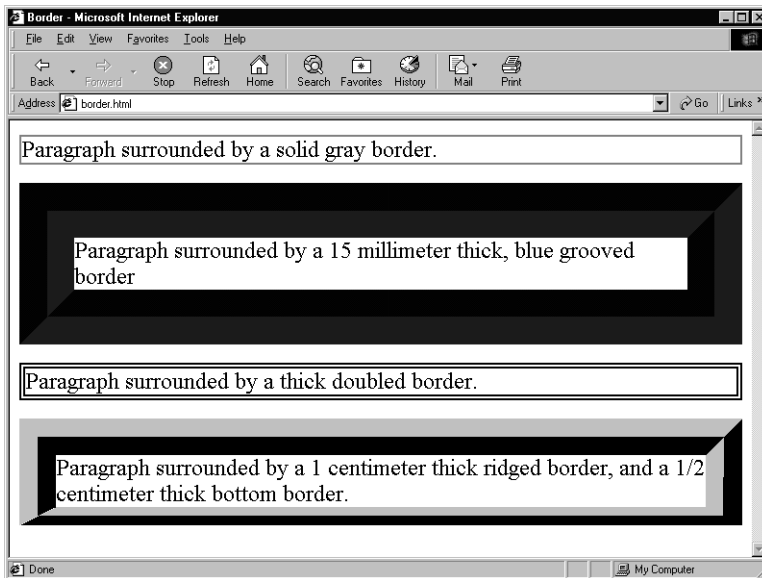 Border - Microsoft Internet Explorer
File Edit View Favorites Tools Help
Back Forward Stop Refresh Home Search Favorites History Mail Print
Address border.html Go Links »
Paragraph surrounded by a solid gray border.
Paragraph surrounded by a 15 millimeter thick, blue grooved
border
Paragraph surrounded by a thick doubled border.
Paragraph surrounded by a 1 centimeter thick ridged border, and a 1/2
centimeter thick bottom border.
Done My Computer